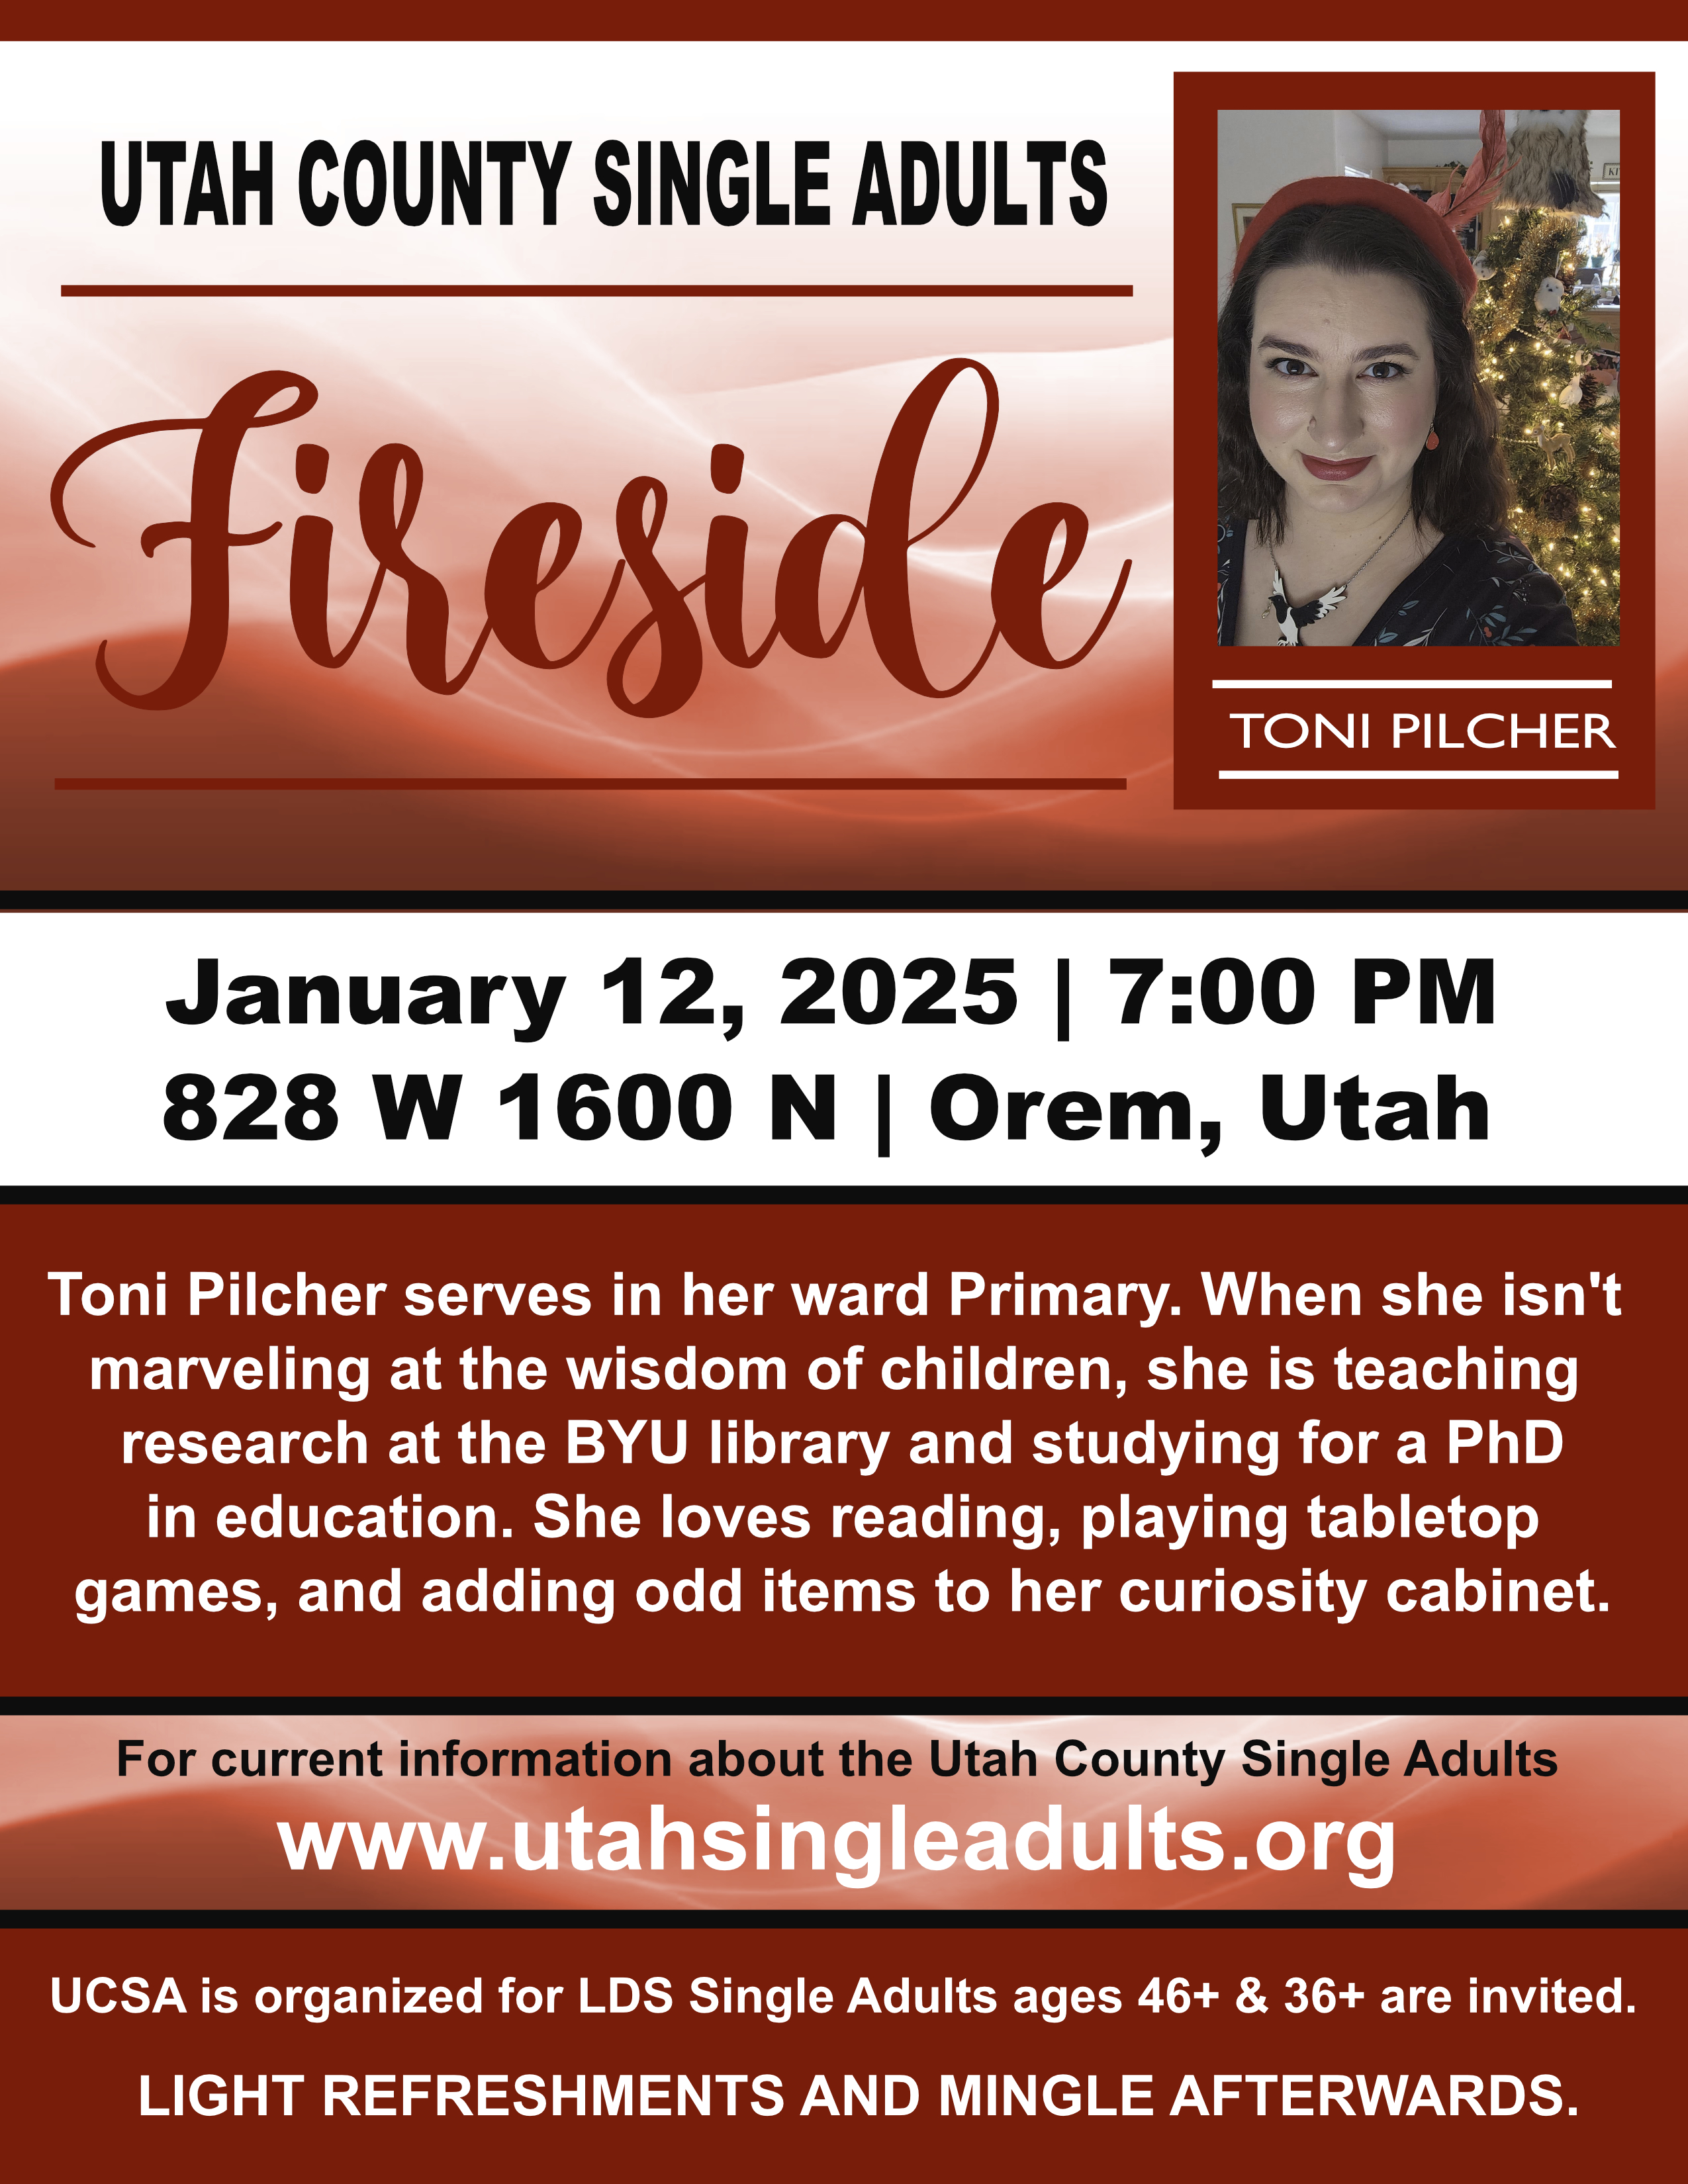 UTAH COUNTY SINGLE ADULTS
Fireside
TONI PILCHER
January 12, 2025 | 7:00 PM
828 W 1600 N | Orem, Utah
Toni Pilcher serves in her ward Primary. When she isn't
marveling at the wisdom of children, she is teaching
research at the BYU library and studying for a PhD
in education. She loves reading, playing tabletop
games, and adding odd items to her curiosity cabinet.
For current information about the Utah County Single Adults
www.utahsingleadults.org
UCSA is organized for LDS Single Adults ages 46+ & 36+ are invited.
LIGHT REFRESHMENTS AND MINGLE AFTERWARDS.